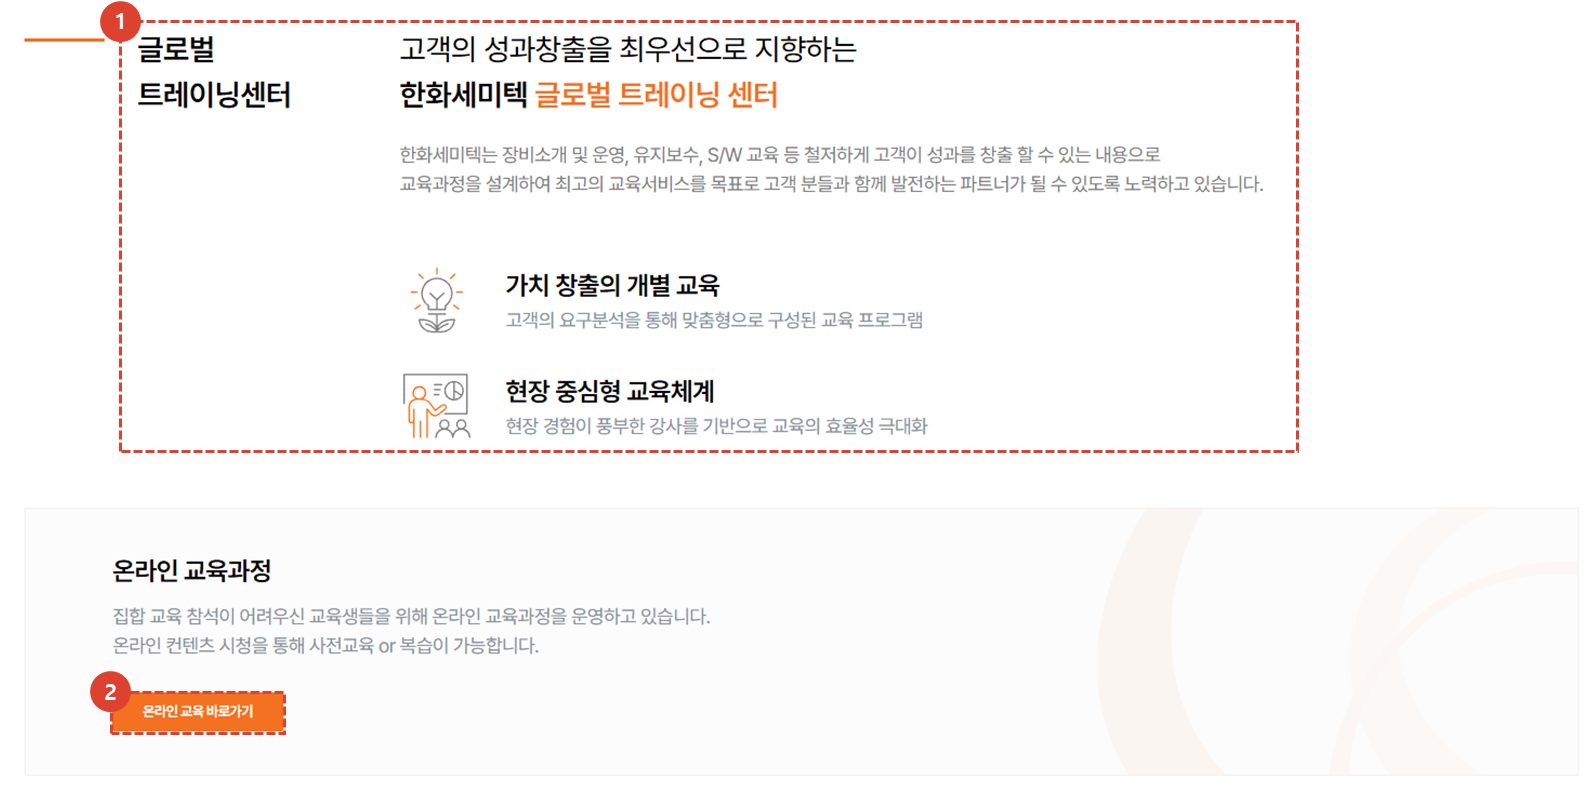 1
글로벌
트레이닝센터
고객의 성과창출을 최우선으로 지향하는
한화세미텍 글로벌 트레이닝 센터
한화세미텍는 장비소개 및 운영, 유지보수, S/W 교육 등 철저하게 고객이 성과를 창출 할 수 있는 내용으로
교육과정을 설계하여 최고의 교육서비스를 목표로 고객 분들과 함께 발전하는 파트너가 될 수 있도록 노력하고 있습니다.
가치 창출의 개별 교육
고객의 요구분석을 통해 맞춤형으로 구성된 교육 프로그램
현장 중심형 교육체계
현장 경험이 풍부한 강사를 기반으로 교육의 효율성 극대화
온라인 교육과정
집합 교육 참석이 어려우신 교육생들을 위해 온라인 교육과정을 운영하고 있습니다.
온라인 컨텐츠 시청을 통해 사전교육 or 복습이 가능합니다.
2
온라인 교육 바로가기